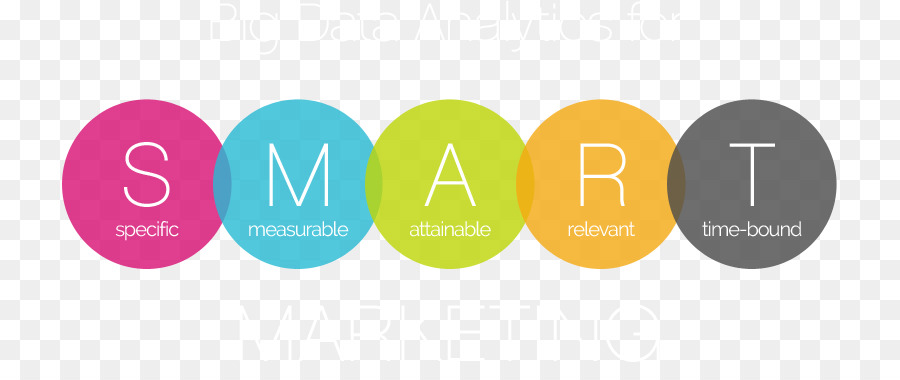 Big Data Analytics for
S M A R T
specific measurable attainable relevant time-bound
MARKETING